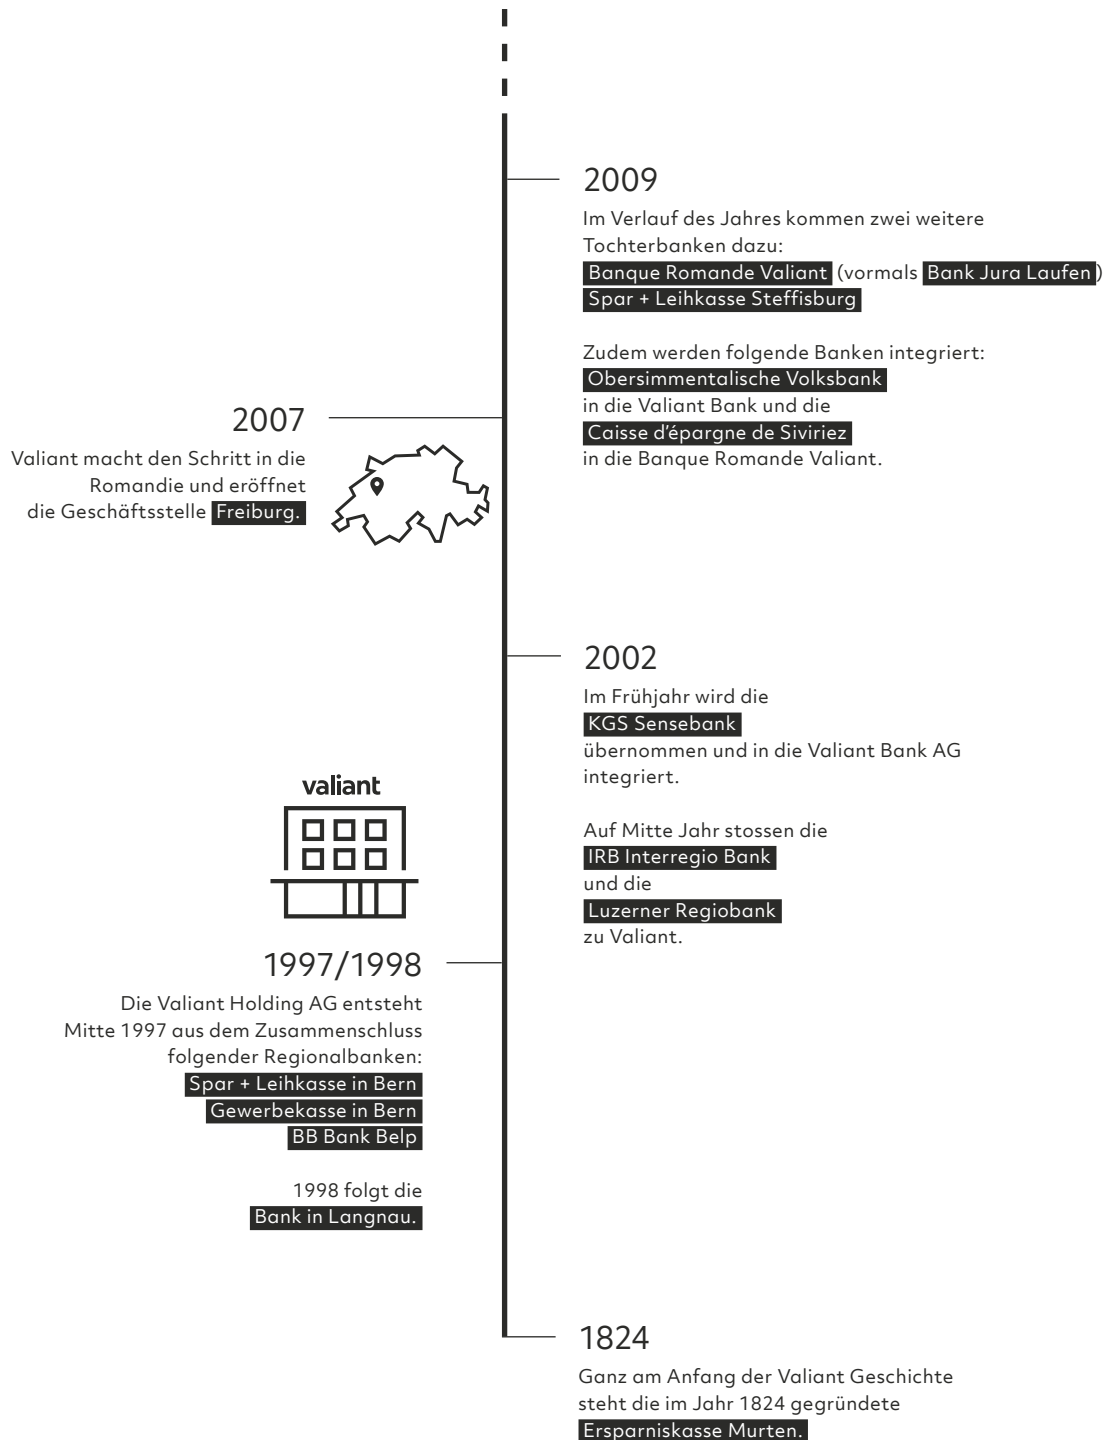 2009
Im Verlauf des Jahres kommen zwei weitere
Tochterbanken dazu:
Banque Romande Valiant (vormals Bank Jura Laufen)
Spar + Leihkasse Steffisburg
Zudem werden folgende Banken integriert:
Obersimmentalische Volksbank
in die Valiant Bank und die
Caisse d'épargne de Siviriez
in die Banque Romande Valiant.
2007
Valiant macht den Schritt in die
Romandie und eröffnet
die Geschäftsstelle Freiburg.
2002
Im Frühjahr wird die
KGS Sensebank
übernommen und in die Valiant Bank AG
integriert.
Auf Mitte Jahr stossen die
IRB Interregio Bank
und die
Luzerner Regiobank
zu Valiant.
valiant
1997/1998
Die Valiant Holding AG entsteht
Mitte 1997 aus dem Zusammenschluss
folgender Regionalbanken:
Spar + Leihkasse in Bern
Gewerbekasse in Bern
BB Bank Belp
1998 folgt die
Bank in Langnau.
1824
Ganz am Anfang der Valiant Geschichte
steht die im Jahr 1824 gegründete
Ersparniskasse Murten.